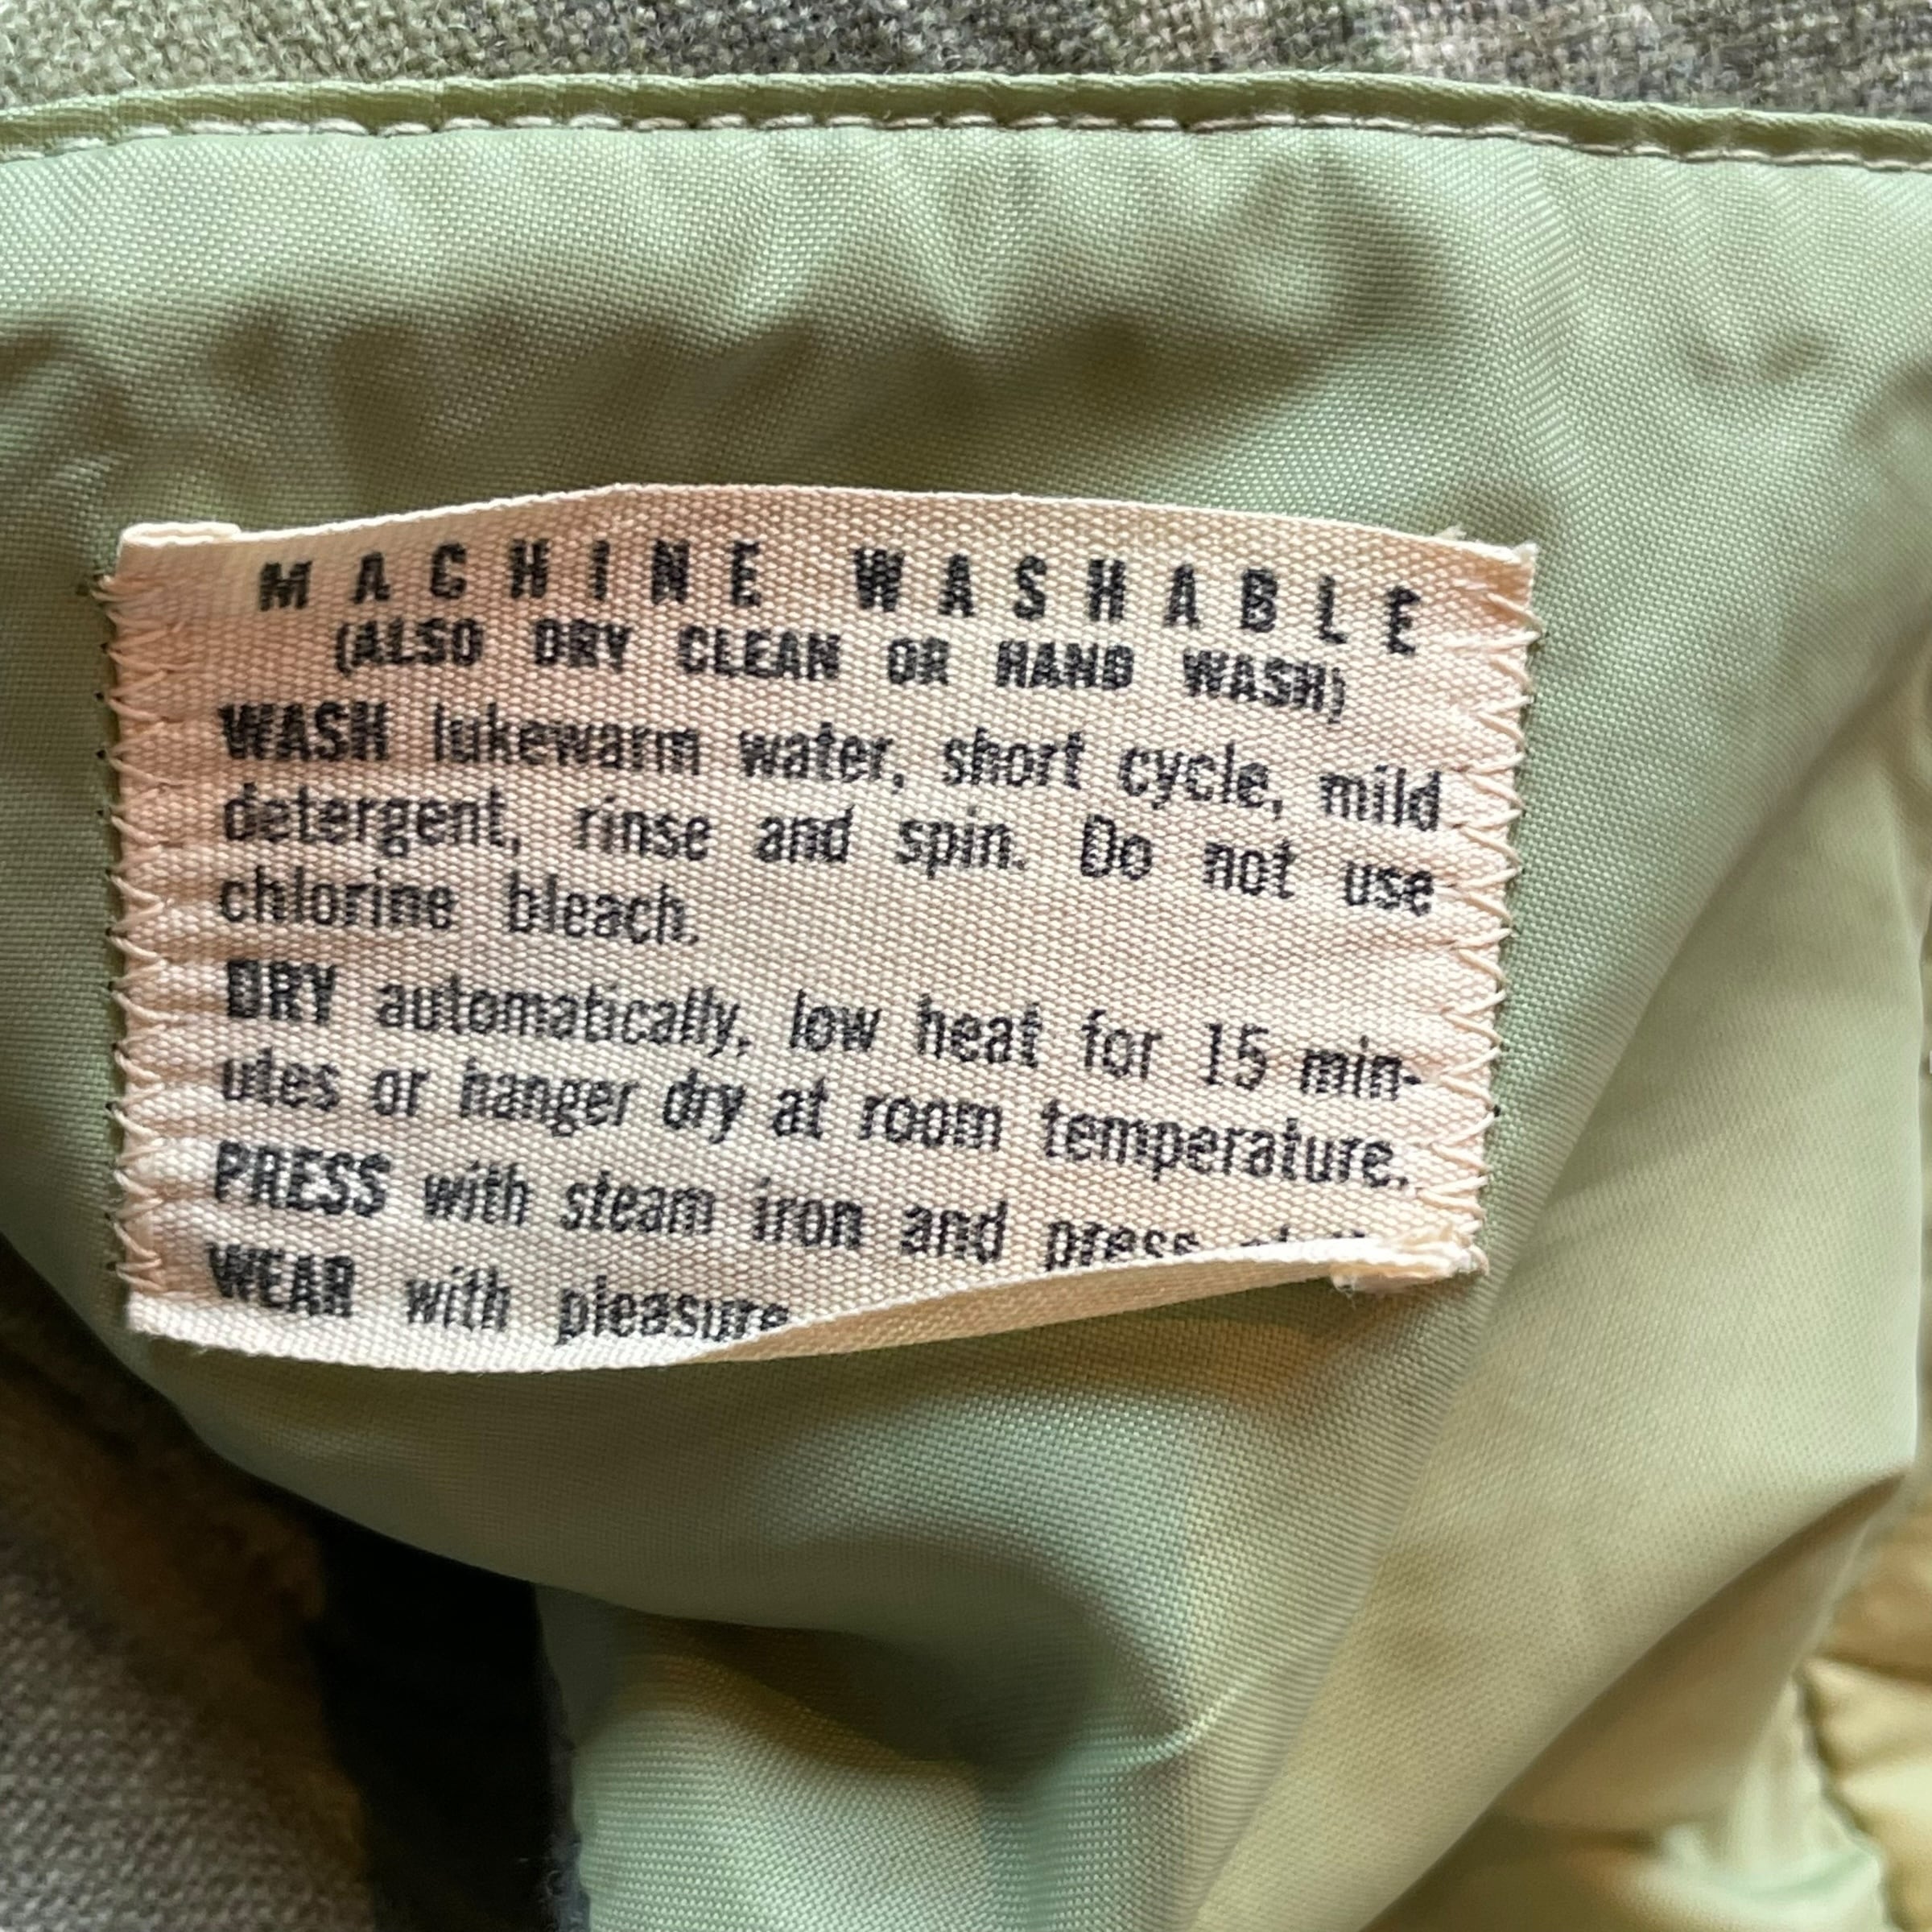 MACHINE WASHABLE
(ALSO DRY CLEAN OR HAND WASH)
WASH lukewarm water, short cycle, mild
detergent, rinse and spin. Do not use
chlorine bleach.
DRY automatically, low heat for 15 min-
utes or hanger dry at room temperature.
PRESS with steam iron and press
WEAR with pleasure